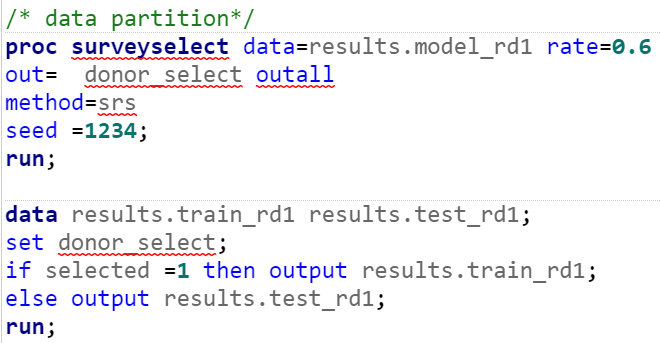 /* data partition*/
proc surveyselect data=results.model_rd1 rate=0.6
out=  donor_select outall
method=srs
seed =1234;
run;

data results.train_rd1 results.test_rd1;
set donor_select;
if selected =1 then output results.train_rd1;
else output results.test_rd1;
run;